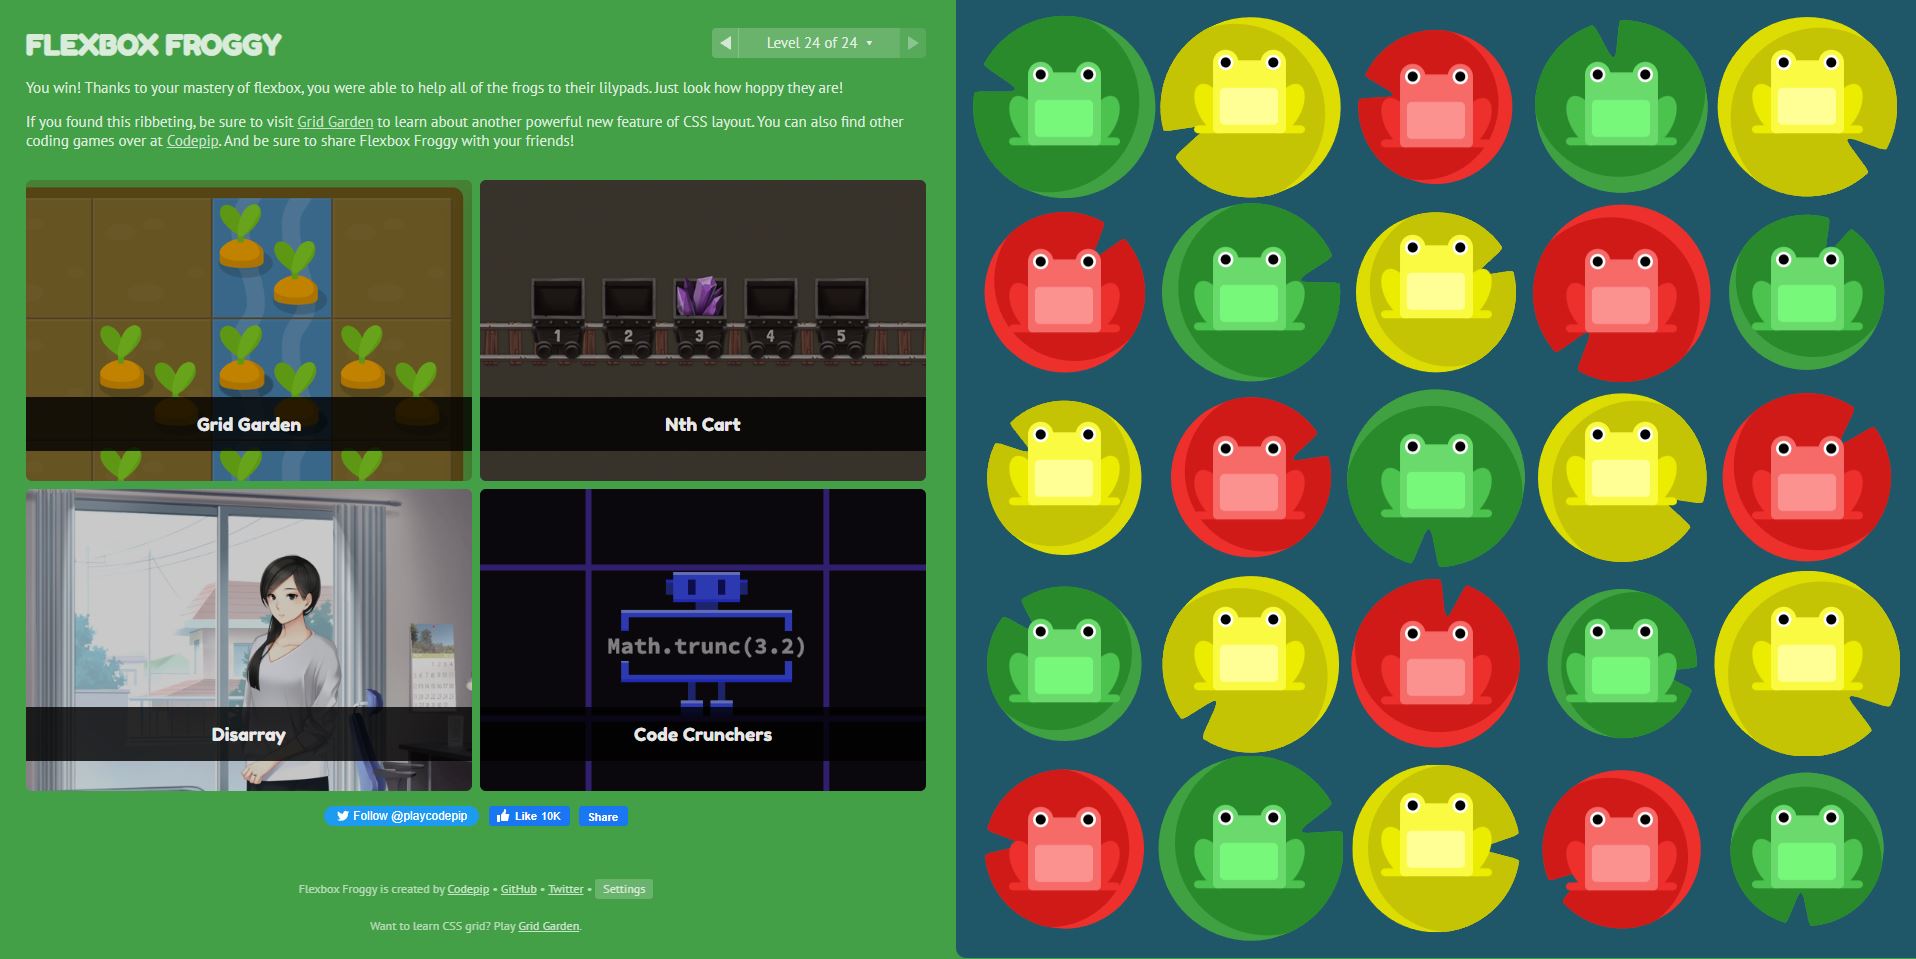 FLEXBOX FROGGY
Level 24 of 24
You win! Thanks to your mastery of flexbox, you were able to help all of the frogs to their lilypads. Just look how hoppy they are!
If you found this ribbeting, be sure to visit Grid Garden to learn about another powerful new feature of CSS layout. You can also find other
coding games over at Codepip. And be sure to share Flexbox Froggy with your friends!
1 2 3 4 5
Grid Garden
Nth Cart
Math.trunc(3.2)
Disarray
Code Crunchers
Follow @playcodepip
Like 10K
Share
Flexbox Froggy is created by Codepip • GitHub • Twitter • Settings
Want to learn CSS grid? Play Grid Garden.